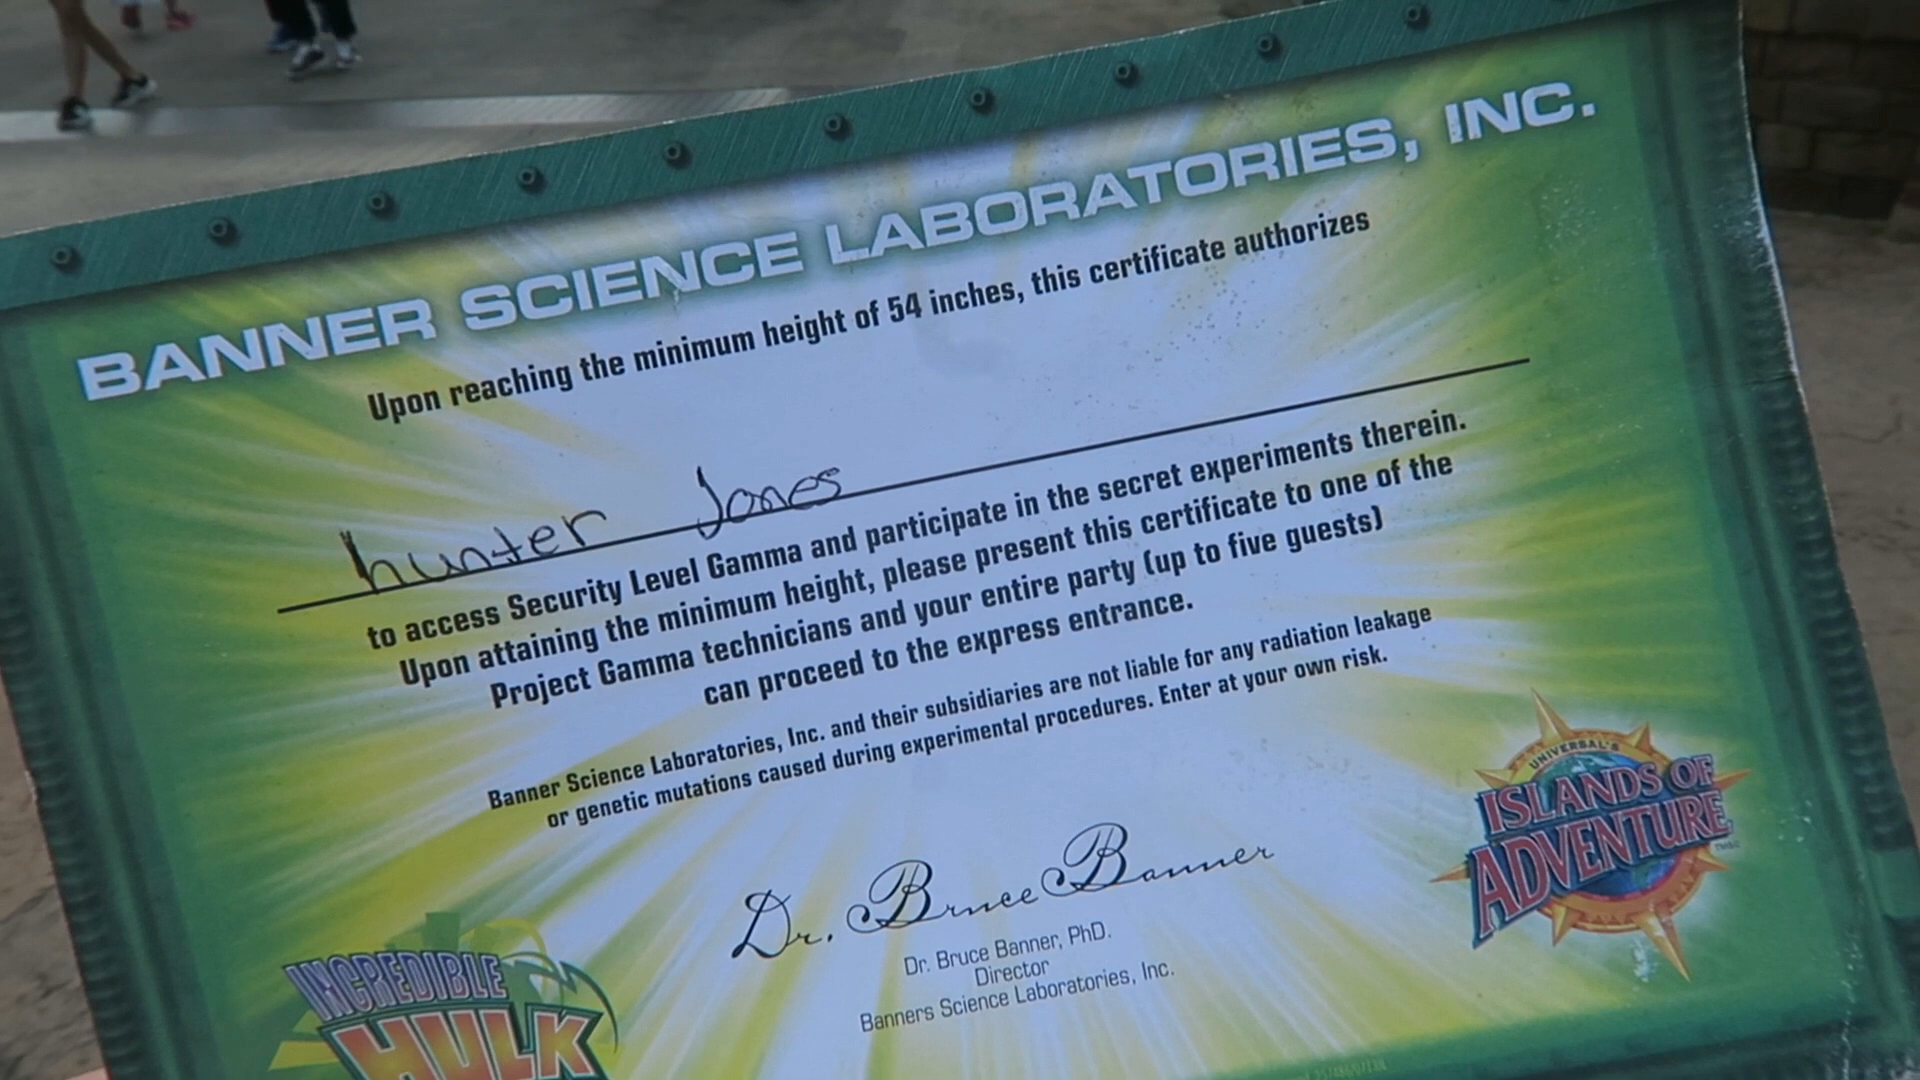 BANNER SCIENCE LABORATORIES, INC.
Upon reaching the minimum height of 54 inches, this certificate authorizes
hunter Jones
to access Security Level Gamma and participate in the secret experiments therein.
Upon attaining the minimum height, please present this certificate to one of the
Project Gamma technicians and your entire party (up to five guests)
can proceed to the express entrance.
Banner Science Laboratories, Inc. and their subsidiaries are not liable for any radiation leakage
or genetic mutations caused during experimental procedures. Enter at your own risk.
Dr. Bruce Banner
Dr. Bruce Banner, PhD.
Director
Banners Science Laboratories, Inc.
INCREDIBLE
HULK
UNIVERSAL'S
ISLANDS OF
ADVENTURE